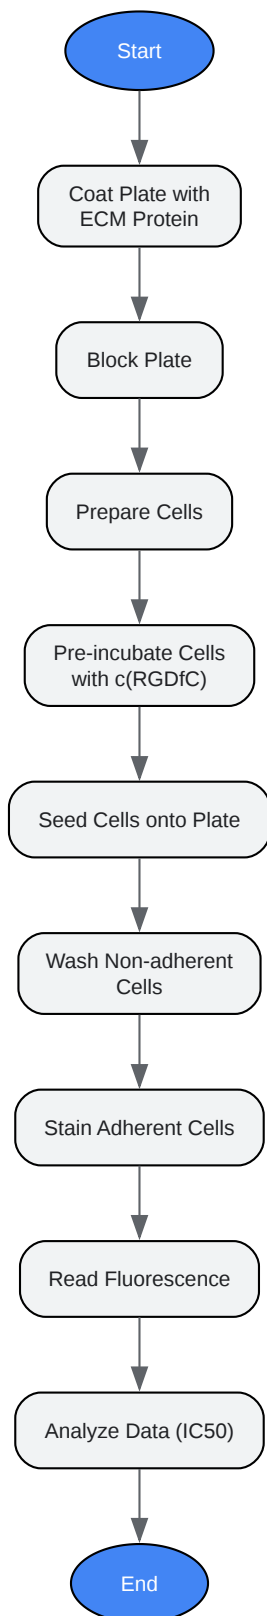 Start
Coat Plate with
ECM Protein
Block Plate
Prepare Cells
Pre-incubate Cells
with c(RGDfC)
Seed Cells onto Plate
Wash Non-adherent
Cells
Stain Adherent Cells
Read Fluorescence
Analyze Data (IC50)
End